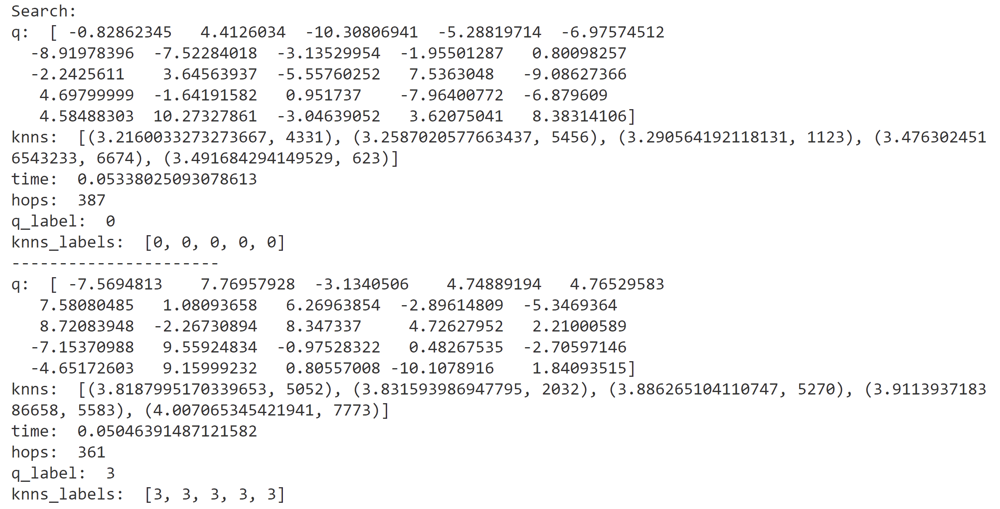 Search:
q:  [ -0.82862345   4.4126034  -10.30806941  -5.28819714  -6.97574512
  -8.91978396  -7.52284018  -3.13529954  -1.95501287   0.80098257
  -2.2425611    3.64563937  -5.55760252   7.5363048   -9.08627366
   4.69799999  -1.64191582   0.951737    -7.96400772  -6.879609
   4.58488303  10.27327861  -3.04639052   3.62075041   8.38314106]
knns:  [(3.2160033273273667, 4331), (3.2587020577663437, 5456), (3.290564192118131, 1123), (3.476302451
6543233, 6674), (3.491684294149529, 623)]
time:  0.05338025093078613
hops:  387
q_label:  0
knns_labels:  [0, 0, 0, 0, 0]
----------------------
q:  [ -7.5694813    7.76957928  -3.1340506    4.74889194   4.76529583
   7.58080485   1.08093658   6.26963854  -2.89614809  -5.3469364
   8.72083948  -2.26730894   8.347337     4.72627952   2.21000589
  -7.15370988   9.55924834  -0.97528322   0.48267535  -2.70597146
  -4.65172603   9.15999232   0.80557008 -10.1078916    1.84093515]
knns:  [(3.8187995170339653, 5052), (3.831593986947795, 2032), (3.886265104110747, 5270), (3.9113937183
86658, 5583), (4.007065345421941, 7773)]
time:  0.05046391487121582
hops:  361
q_label:  3
knns_labels:  [3, 3, 3, 3, 3]